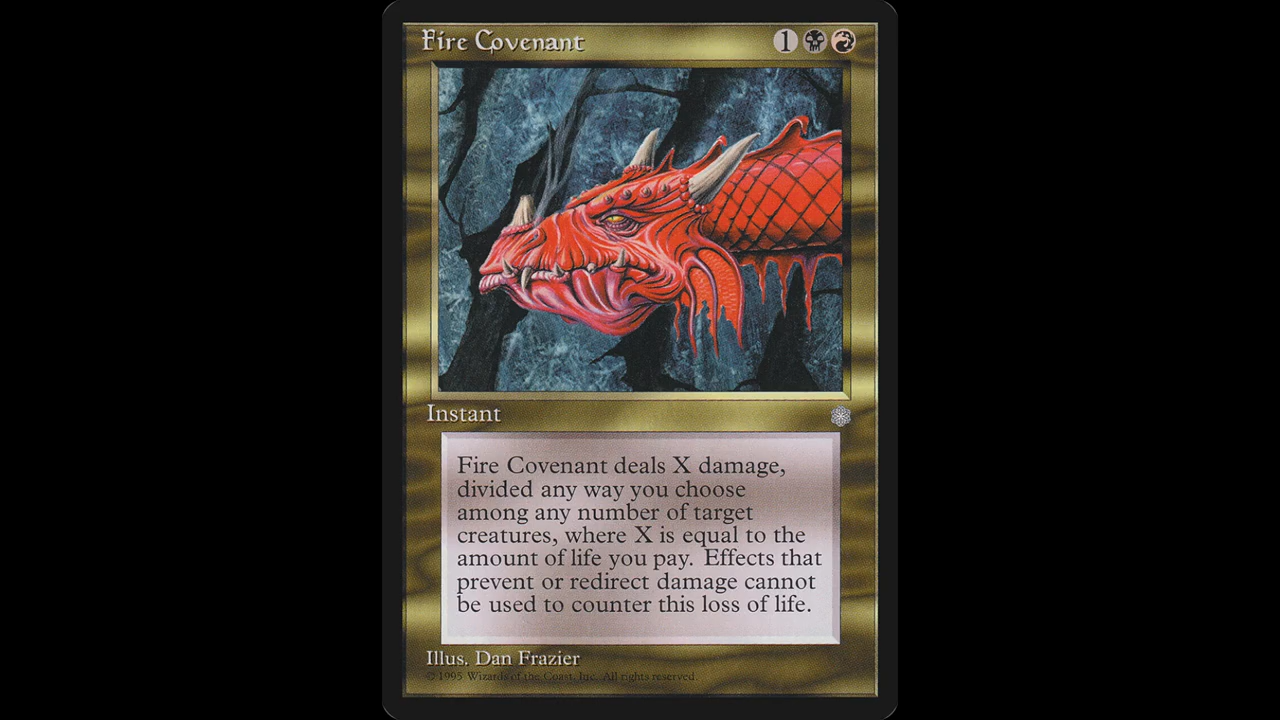 Fire Covenant 1
Instant
Fire Covenant deals X damage,
divided any way you choose
among any number of target
creatures, where X is equal to the
amount of life you pay. Effects that
prevent or redirect damage cannot
be used to counter this loss of life.
Illus. Dan Frazier
© 1995 Wizards of the Coast, Inc. All rights reserved.